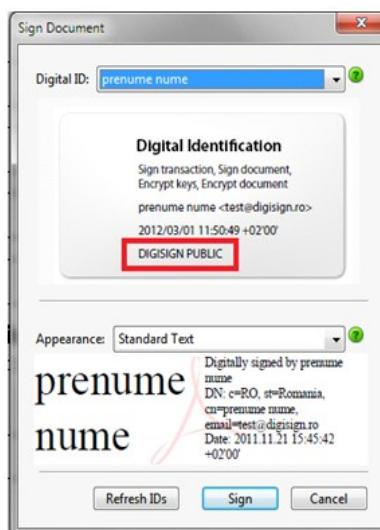 Sign Document
Digital ID: prenume nume
Digital Identification
Sign transaction, Sign document,
Encrypt keys, Encrypt document
prenume nume <test@digisign.ro>
2012/03/01 11:50:49 +02'00'
DIGISIGN PUBLIC
Appearance: Standard Text
prenume
nume
Digitally signed by prenume
nume
DN: c=RO, st=Romania,
cn=prenume nume,
email=test@digisign.ro
Date: 2011.11.21 15:45:42
+02'00'
Refresh IDs
Sign
Cancel